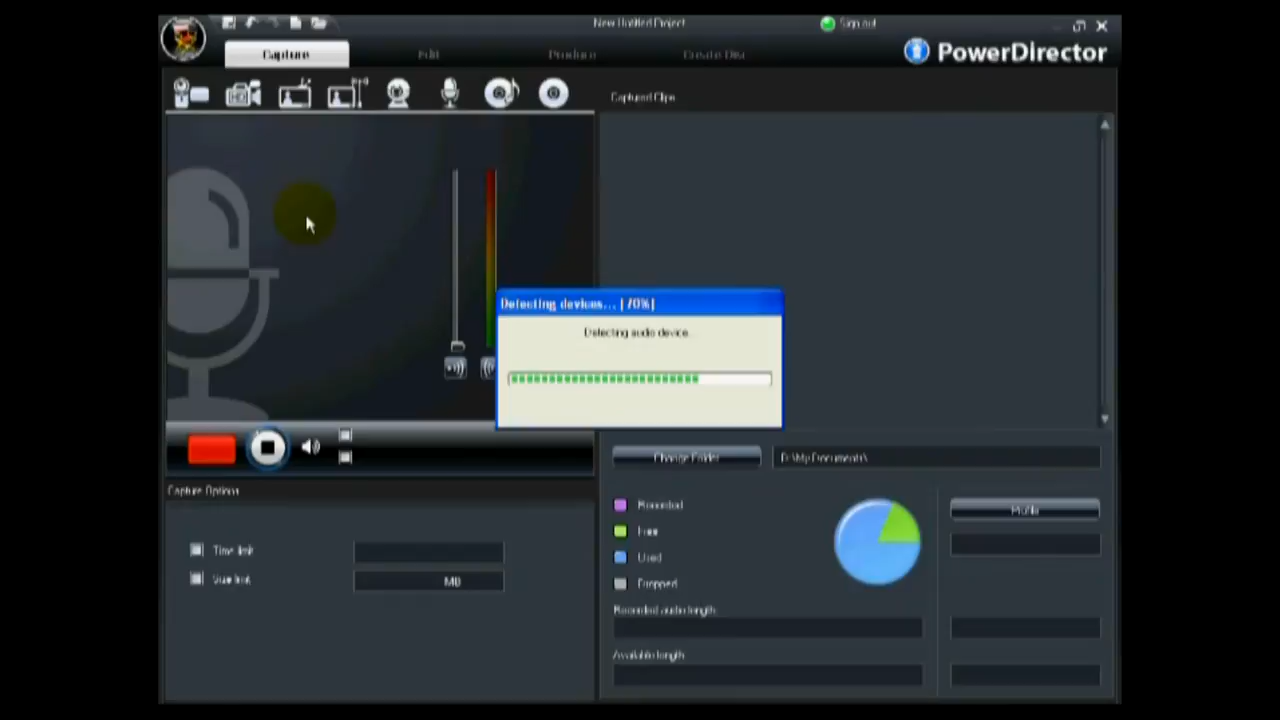 New Untitled Project
Sign out
Capture
Edit
Produce
Create Disc
PowerDirector
Captured Clips
Detecting devices... [70%]
Detecting audio device...
Change Folder
D:\My Documents\
Capture Options
Recorded
Free
Profile
Time limit
Used
Size limit
MB
Dropped
Recorded audio length
Available length